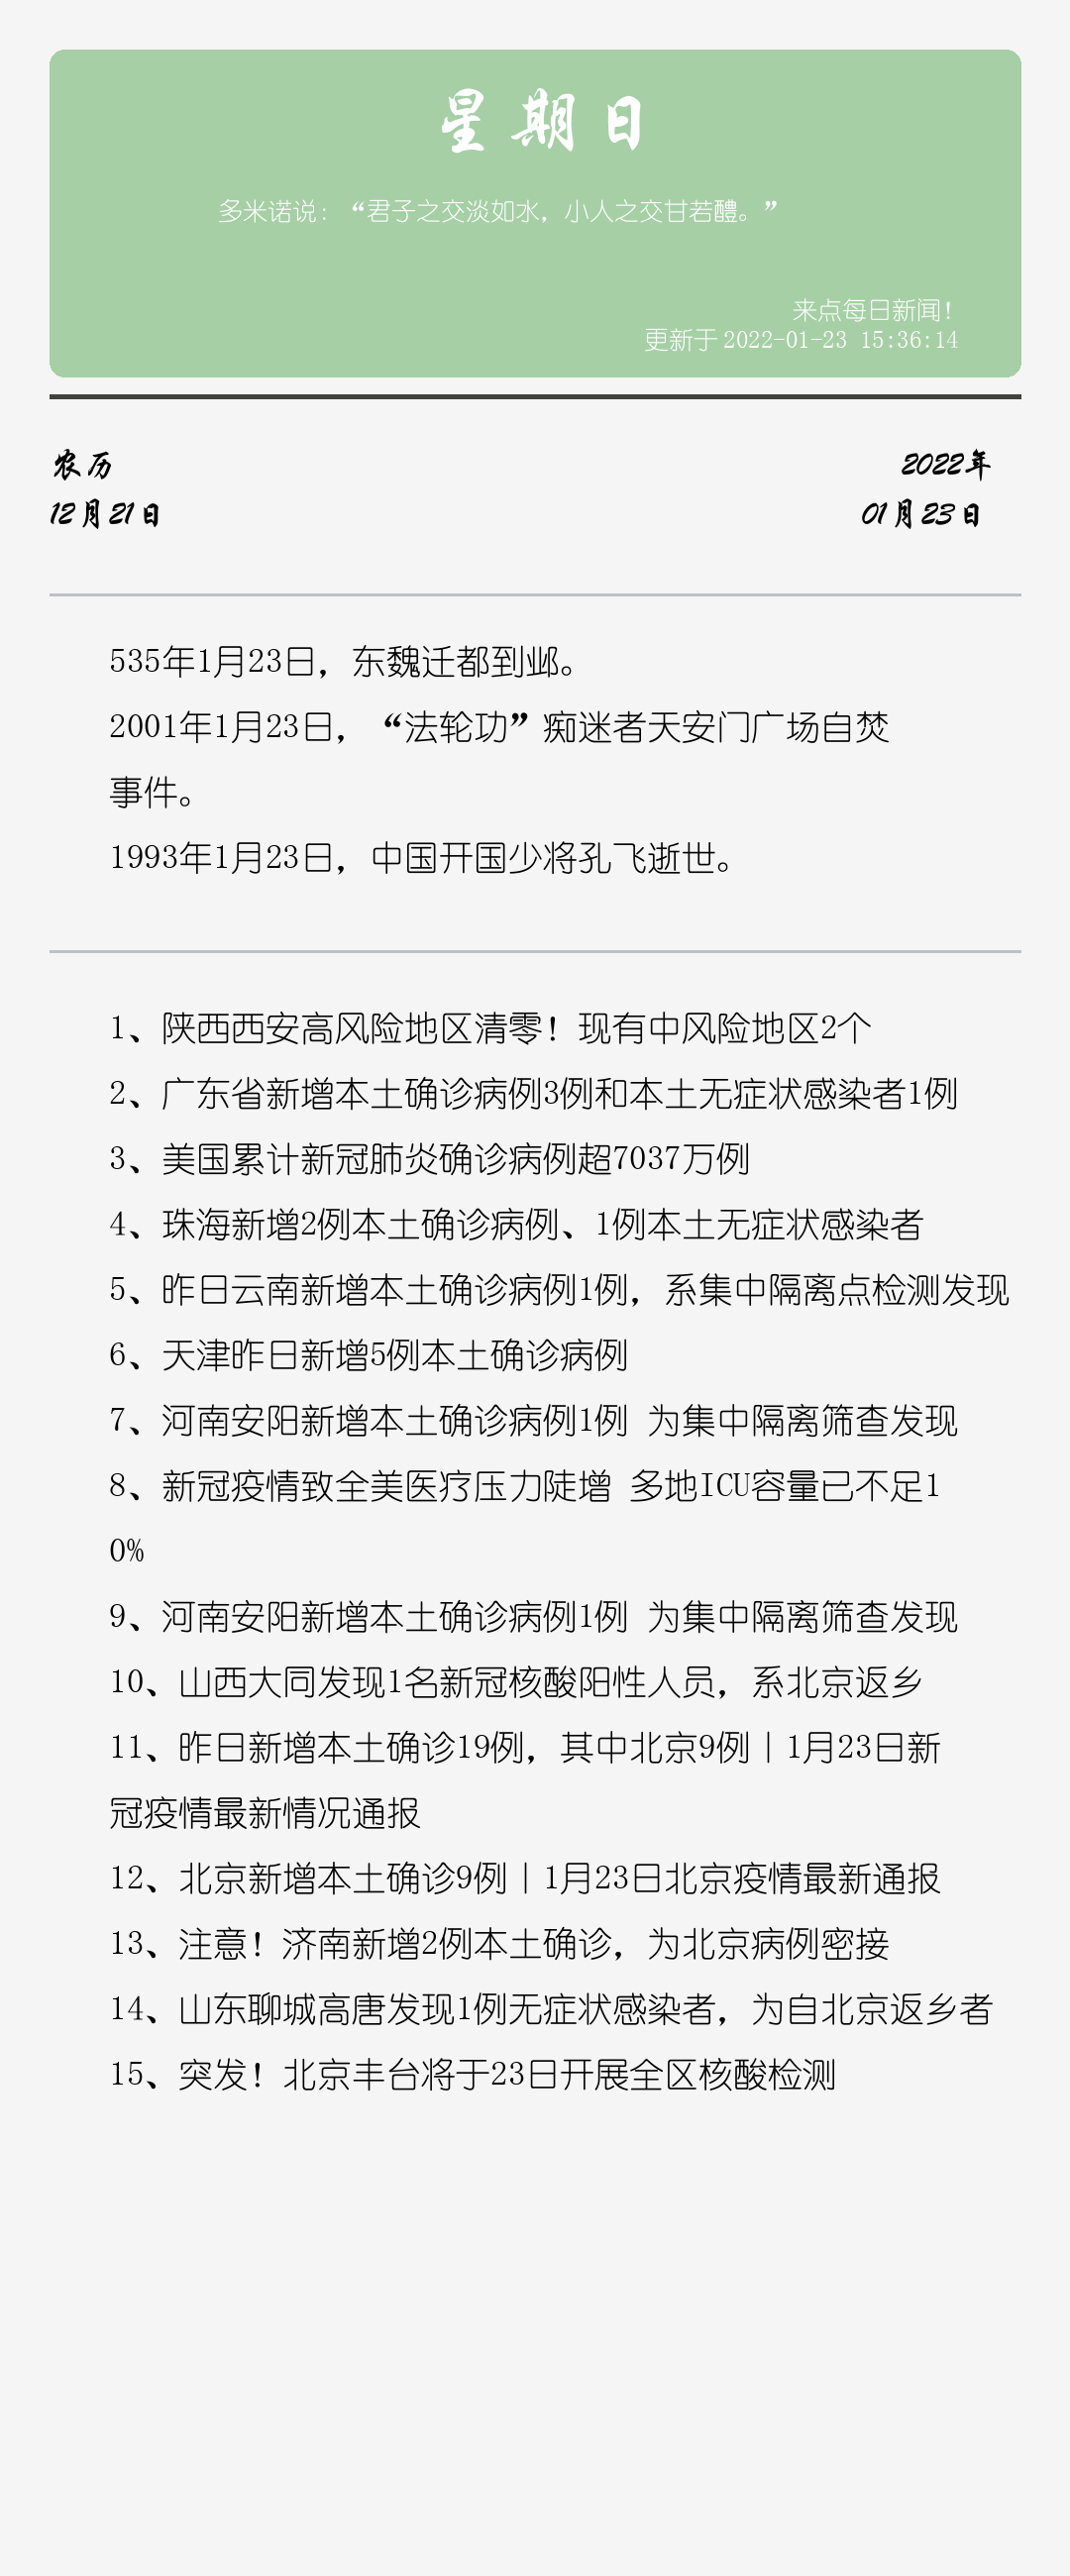 星期日
多米诺说：“君子之交淡如水，小人之交甘若醴。”
来点每日新闻！
更新于2022-01-23 15:36:14
农历
2022年
12月21日
01月23日
535年1月23日，东魏迁都到邺。
2001年1月23日，“法轮功”痴迷者天安门广场自焚
事件。
1993年1月23日，中国开国少将孔飞逝世。
1、陕西西安高风险地区清零！现有中风险地区2个
2、广东省新增本土确诊病例3例和本土无症状感染者1例
3、美国累计新冠肺炎确诊病例超7037万例
4、珠海新增2例本土确诊病例、1例本土无症状感染者
5、昨日云南新增本土确诊病例1例，系集中隔离点检测发现
6、天津昨日新增5例本土确诊病例
7、河南安阳新增本土确诊病例1例 为集中隔离筛查发现
8、新冠疫情致全美医疗压力陡增 多地ICU容量已不足1
0%
9、河南安阳新增本土确诊病例1例 为集中隔离筛查发现
10、山西大同发现1名新冠核酸阳性人员，系北京返乡
11、昨日新增本土确诊19例，其中北京9例丨1月23日新
冠疫情最新情况通报
12、北京新增本土确诊9例丨1月23日北京疫情最新通报
13、注意！济南新增2例本土确诊，为北京病例密接
14、山东聊城高唐发现1例无症状感染者，为自北京返乡者
15、突发！北京丰台将于23日开展全区核酸检测